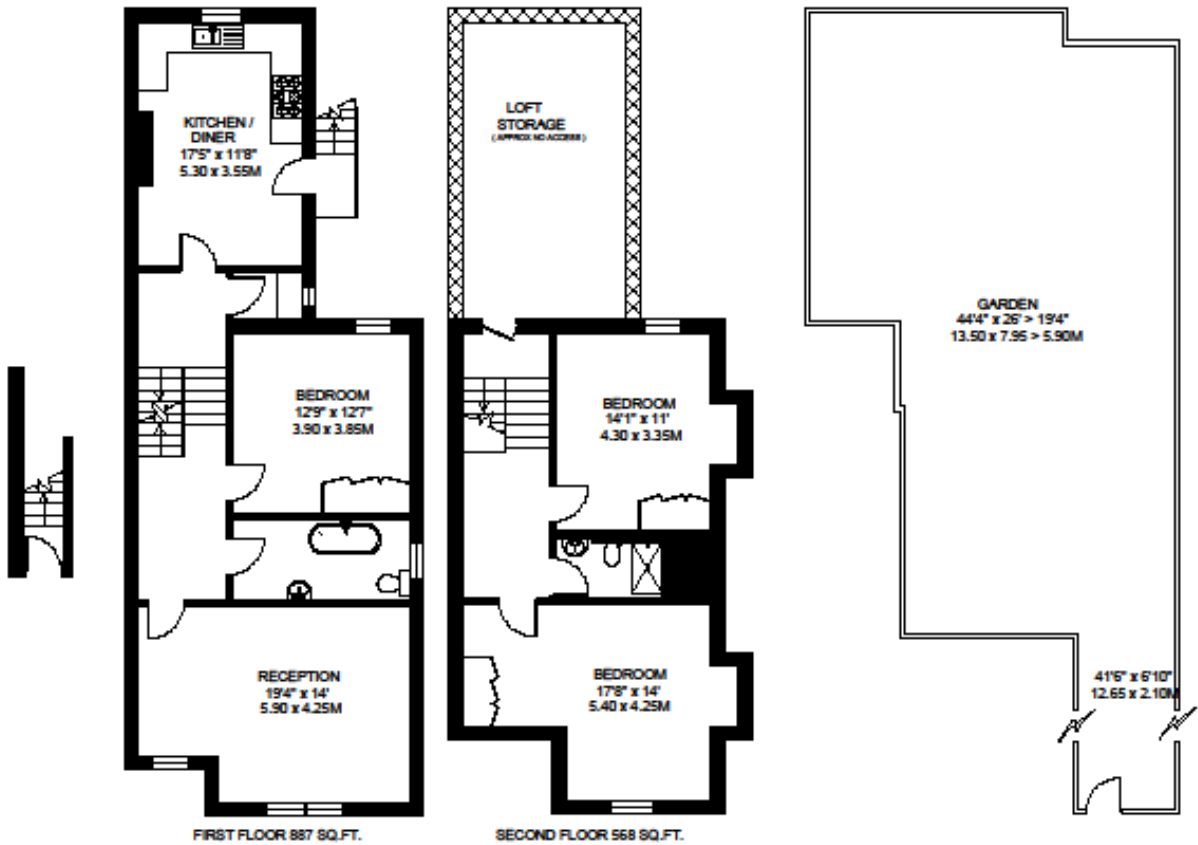 KITCHEN /
DINER
17'5" x 11'8"
5.30 x 3.55M
BEDROOM
12'9" x 12'7"
3.90 x 3.85M
RECEPTION
19'4" x 14'
5.90 x 4.25M
FIRST FLOOR 887 SQ.FT.
LOFT
STORAGE
( APPROX NO ACCESS )
BEDROOM
14'1" x 11'
4.30 x 3.35M
BEDROOM
17'8" x 14'
5.40 x 4.25M
SECOND FLOOR 568 SQ.FT.
GARDEN
44'4" x 26' > 19'4"
13.50 x 7.95 > 5.90M
41'6" x 6'10"
12.65 x 2.10M